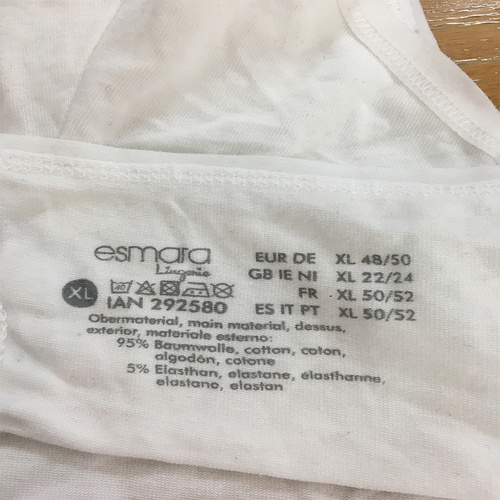 esmara
Lingerie
XL
IAN 292580
EUR DE XL 48/50
GB IE NI XL 22/24
FR XL 50/52
ES IT PT XL 50/52
Obermaterial, main material, dessus,
exterior, materiale esterno:
95% Baumwolle, cotton, coton,
algodón, cotone
5% Elasthan, elastane, élasthanne,
elastano, elastan